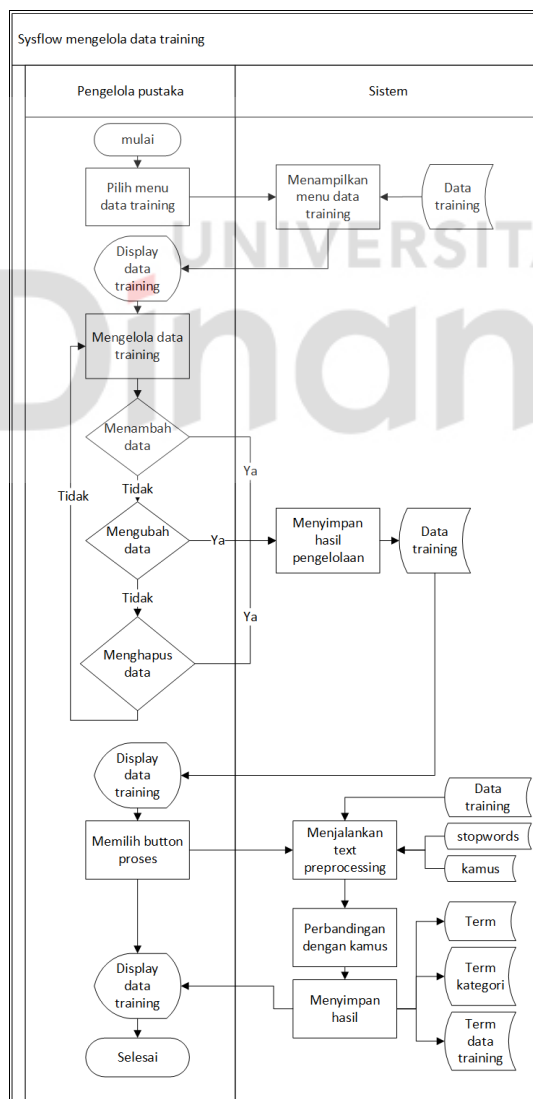 Sysflow mengelola data training
Pengelola pustaka
Sistem
mulai
Pilih menu
data training
Menampilkan
menu data
training
Data
training
UNIVERSITA
Display
data
training
Dinam
Mengelola data
training
Menambah
data
Ya
Tidak
Tidak
Mengubah
data
Ya
Menyimpan
hasil
pengelolaan
Data
training
Tidak
Ya
Menghapus
data
Display
data
training
Data
training
Memilih button
proses
Menjalankan
text
preprocessing
stopwords
kamus
Perbandingan
dengan kamus
Term
Display
data
training
Menyimpan
hasil
Term
kategori
Term
data
training
Selesai